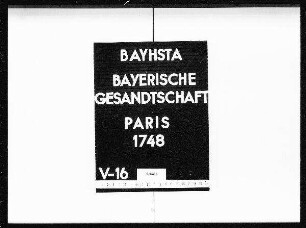 BAYHSTA
BAYERISCHE
GESANDTSCHAFT
PARIS
1748
V-16